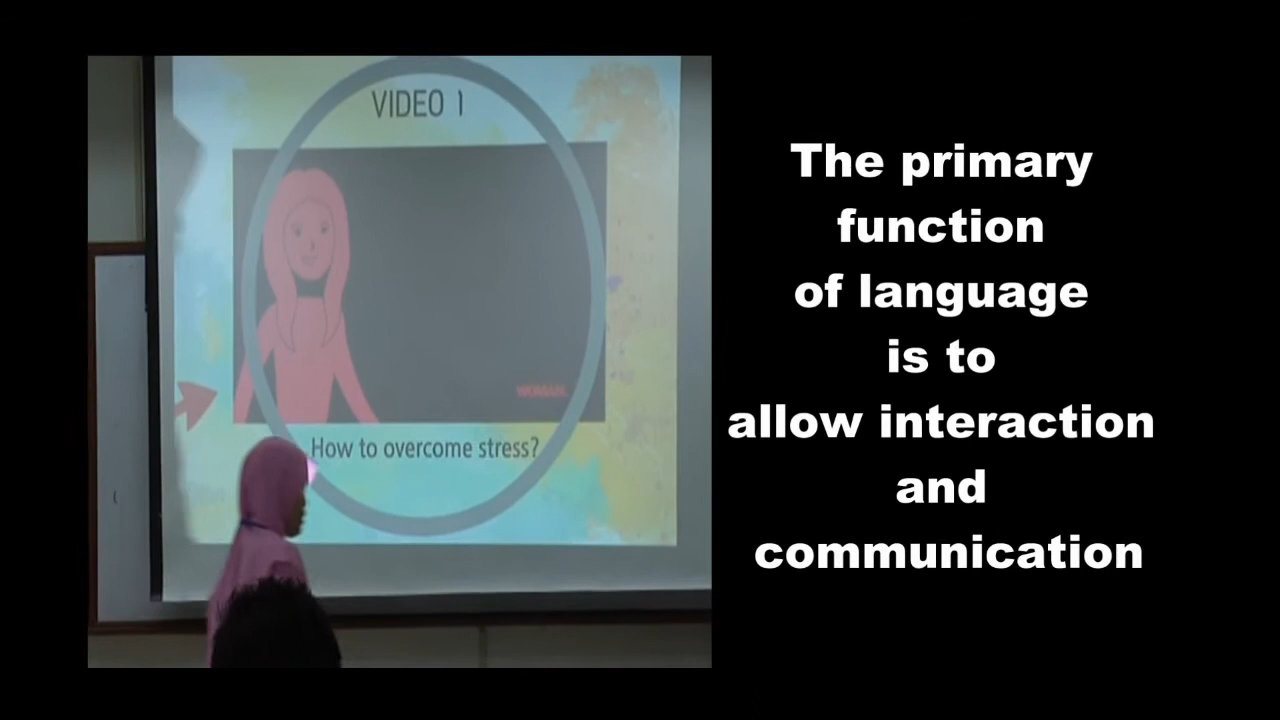 VIDEO 1
How to overcome stress?
The primary
function
of language
is to
allow interaction
and
communication